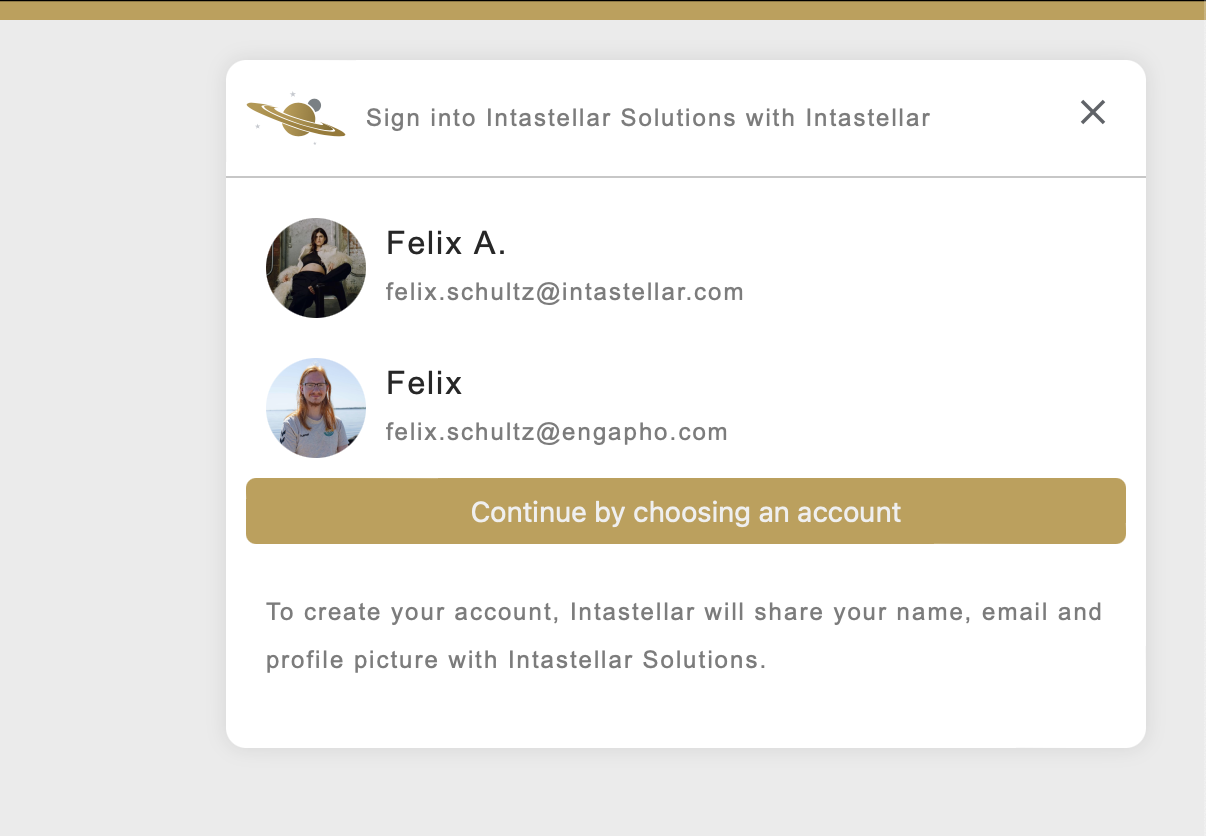 Sign into Intastellar Solutions with Intastellar
Felix A.
felix.schultz@intastellar.com
Felix
felix.schultz@engapho.com
Continue by choosing an account
To create your account, Intastellar will share your name, email and
profile picture with Intastellar Solutions.